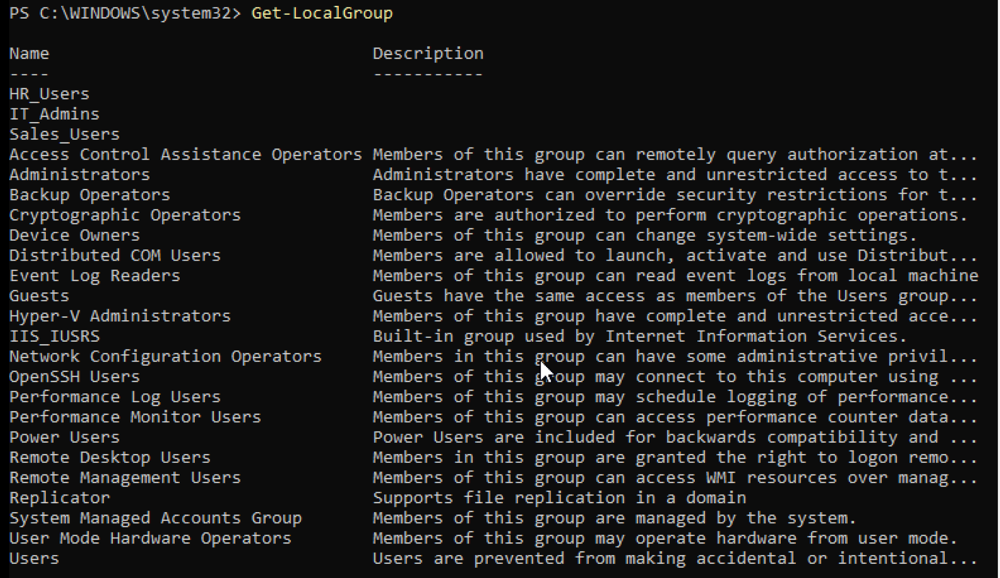 PS C:\WINDOWS\system32> Get-LocalGroup
Name Description
---- -----------
HR_Users
IT_Admins
Sales_Users
Access Control Assistance Operators Members of this group can remotely query authorization at...
Administrators Administrators have complete and unrestricted access to t...
Backup Operators Backup Operators can override security restrictions for t...
Cryptographic Operators Members are authorized to perform cryptographic operations.
Device Owners Members of this group can change system-wide settings.
Distributed COM Users Members are allowed to launch, activate and use Distribut...
Event Log Readers Members of this group can read event logs from local machine
Guests Guests have the same access as members of the Users group...
Hyper-V Administrators Members of this group have complete and unrestricted acce...
IIS_IUSRS Built-in group used by Internet Information Services.
Network Configuration Operators Members in this group can have some administrative privil...
OpenSSH Users Members of this group may connect to this computer using ...
Performance Log Users Members of this group may schedule logging of performance...
Performance Monitor Users Members of this group can access performance counter data...
Power Users Power Users are included for backwards compatibility and ...
Remote Desktop Users Members in this group are granted the right to logon remo...
Remote Management Users Members of this group can access WMI resources over manag...
Replicator Supports file replication in a domain
System Managed Accounts Group Members of this group are managed by the system.
User Mode Hardware Operators Members of this group may operate hardware from user mode.
Users Users are prevented from making accidental or intentional...